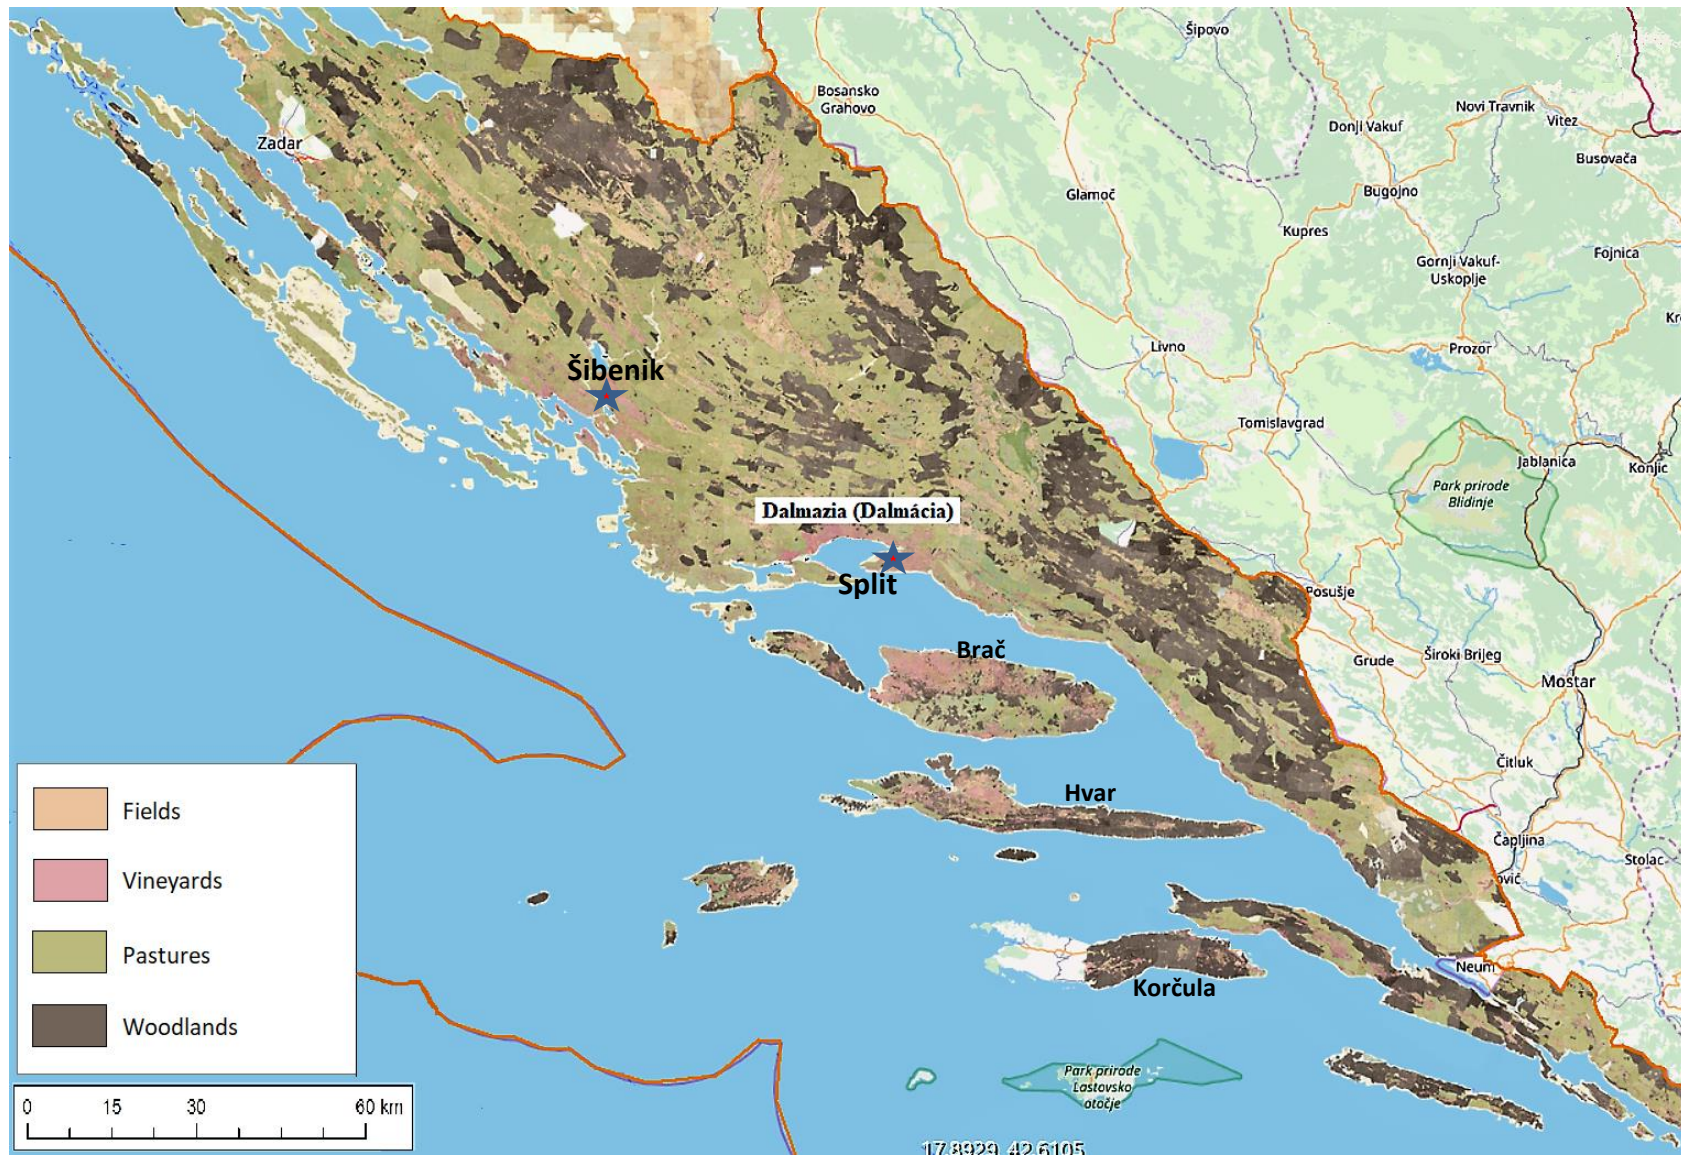 Šipovo
Bosansko
Grahovo
Novi Travnik
Vitez
Donji Vakuf
Busovača
Zadar
Glamoč
Bugojno
Kupres
Fojnica
Gornji Vakuf-
Uskoplje
Livno
Prozor
Šibenik
Tomislavgrad
Jablanica
Konjic
Park prirode
Blidinje
Dalmazia (Dalmácia)
Split
Posušje
Brač
Grude
Široki Brijeg
Mostar
Čitluk
Hvar
Čapljina
Stolac
ović
Neum
Korčula
Park prirode
Lastovsko
otočje
Fields
Vineyards
Pastures
Woodlands
0 15 30 60 km
17.8929, 42.6105